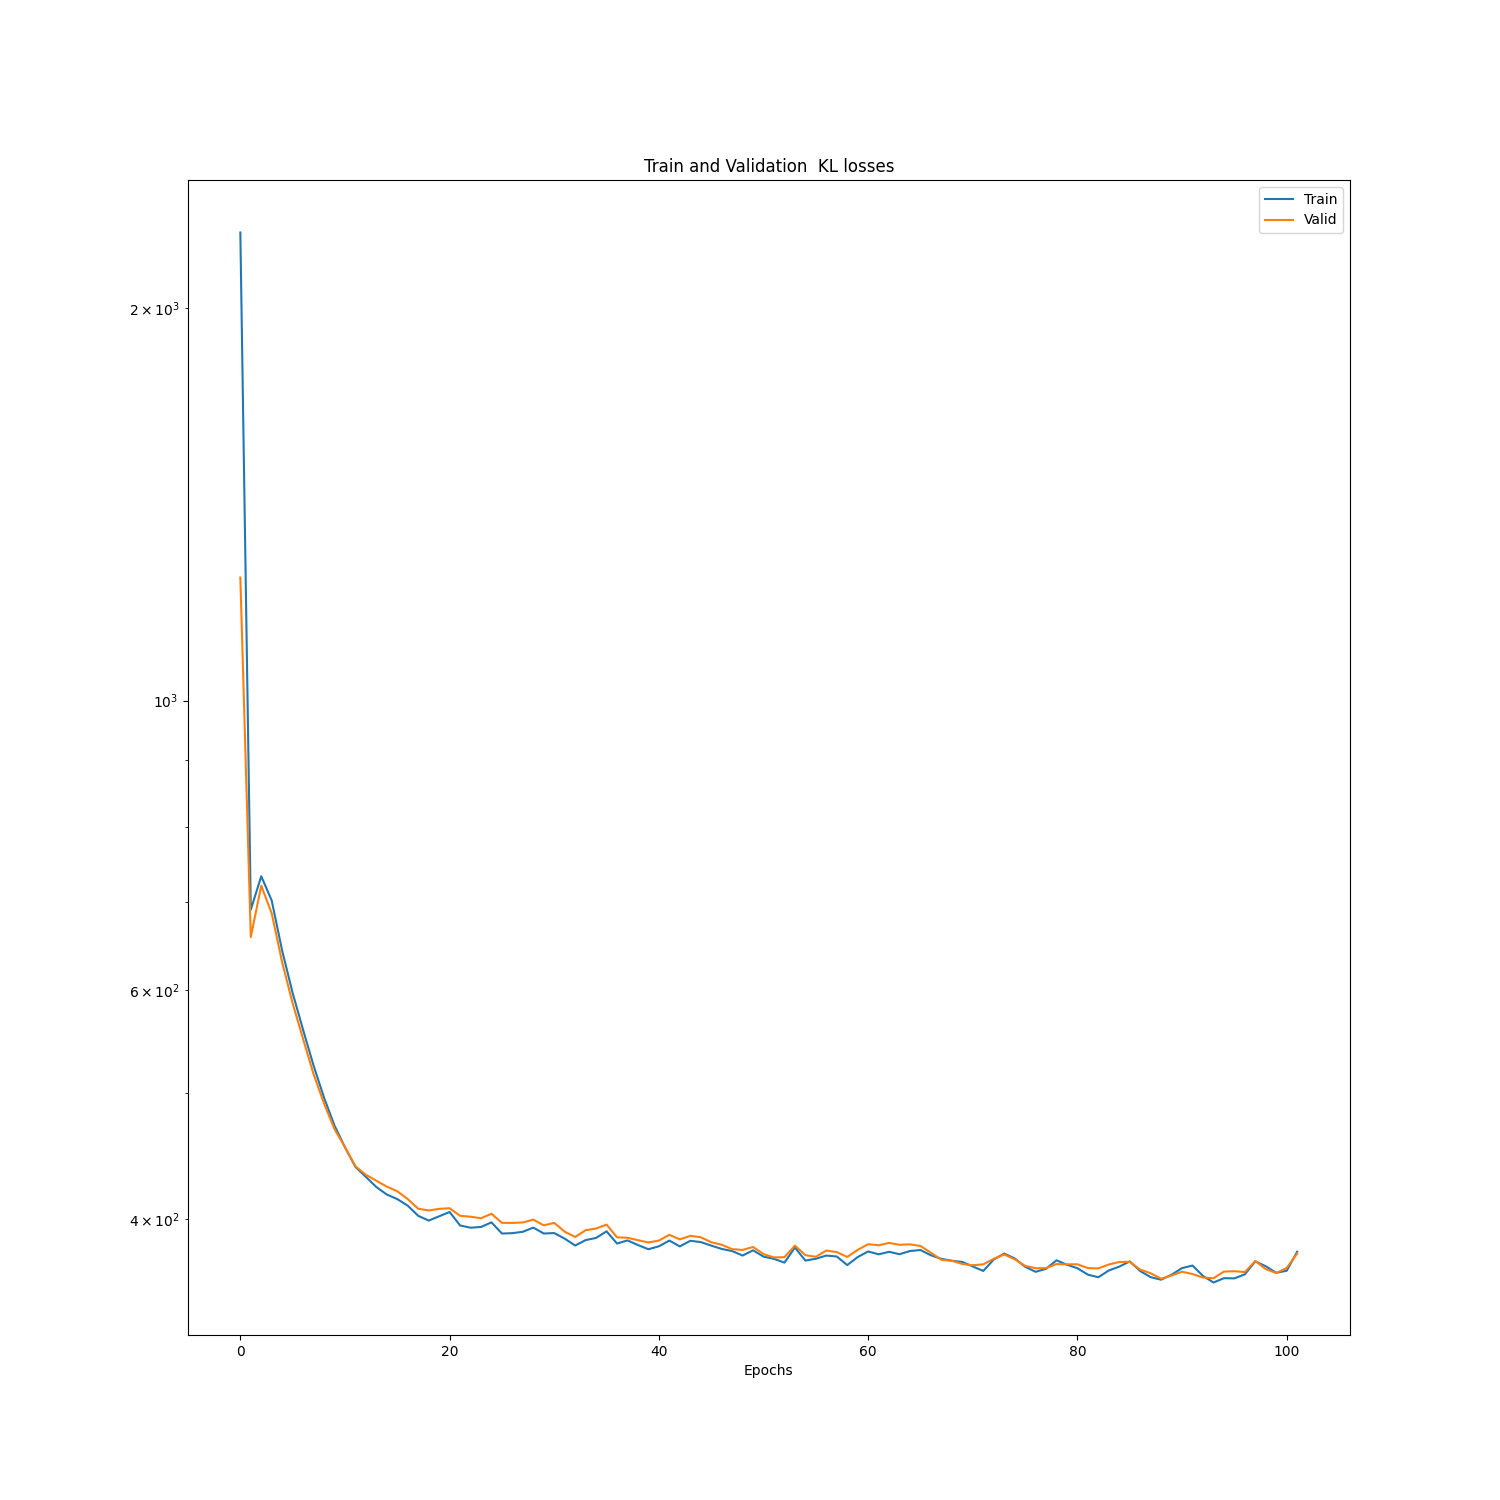 Train and Validation  KL losses
Train
Valid
2 × 10³
10³
6 × 10²
4 × 10²
0 20 40 60 80 100
Epochs